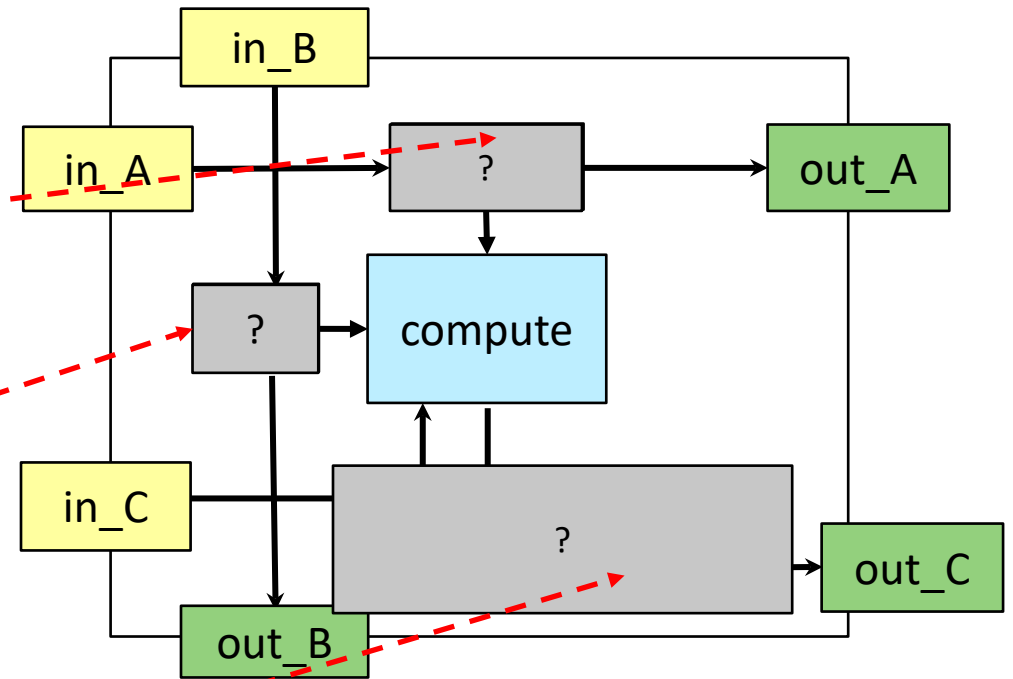 in_B
in_A
?
out_A
?
compute
in_C
?
out_C
out_B